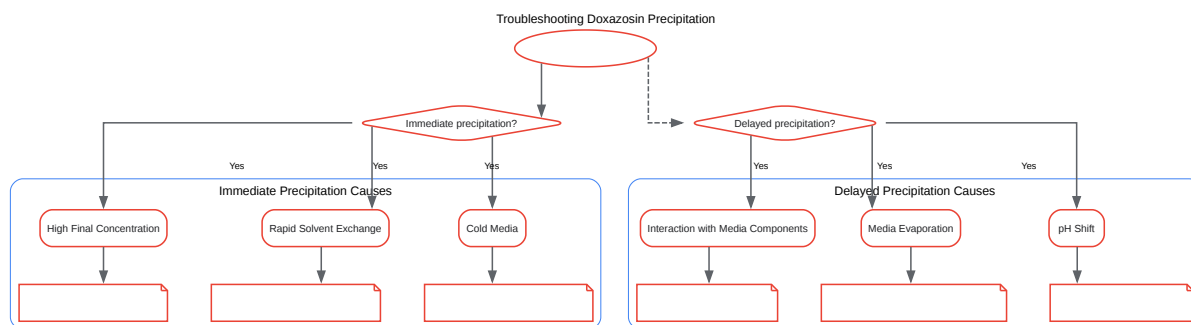 Troubleshooting Doxazosin Precipitation
Immediate precipitation?
Delayed precipitation?
Yes
Yes
Yes
Yes
Yes
Yes
Immediate Precipitation Causes
Delayed Precipitation Causes
High Final Concentration
Rapid Solvent Exchange
Cold Media
Interaction with Media Components
Media Evaporation
pH Shift